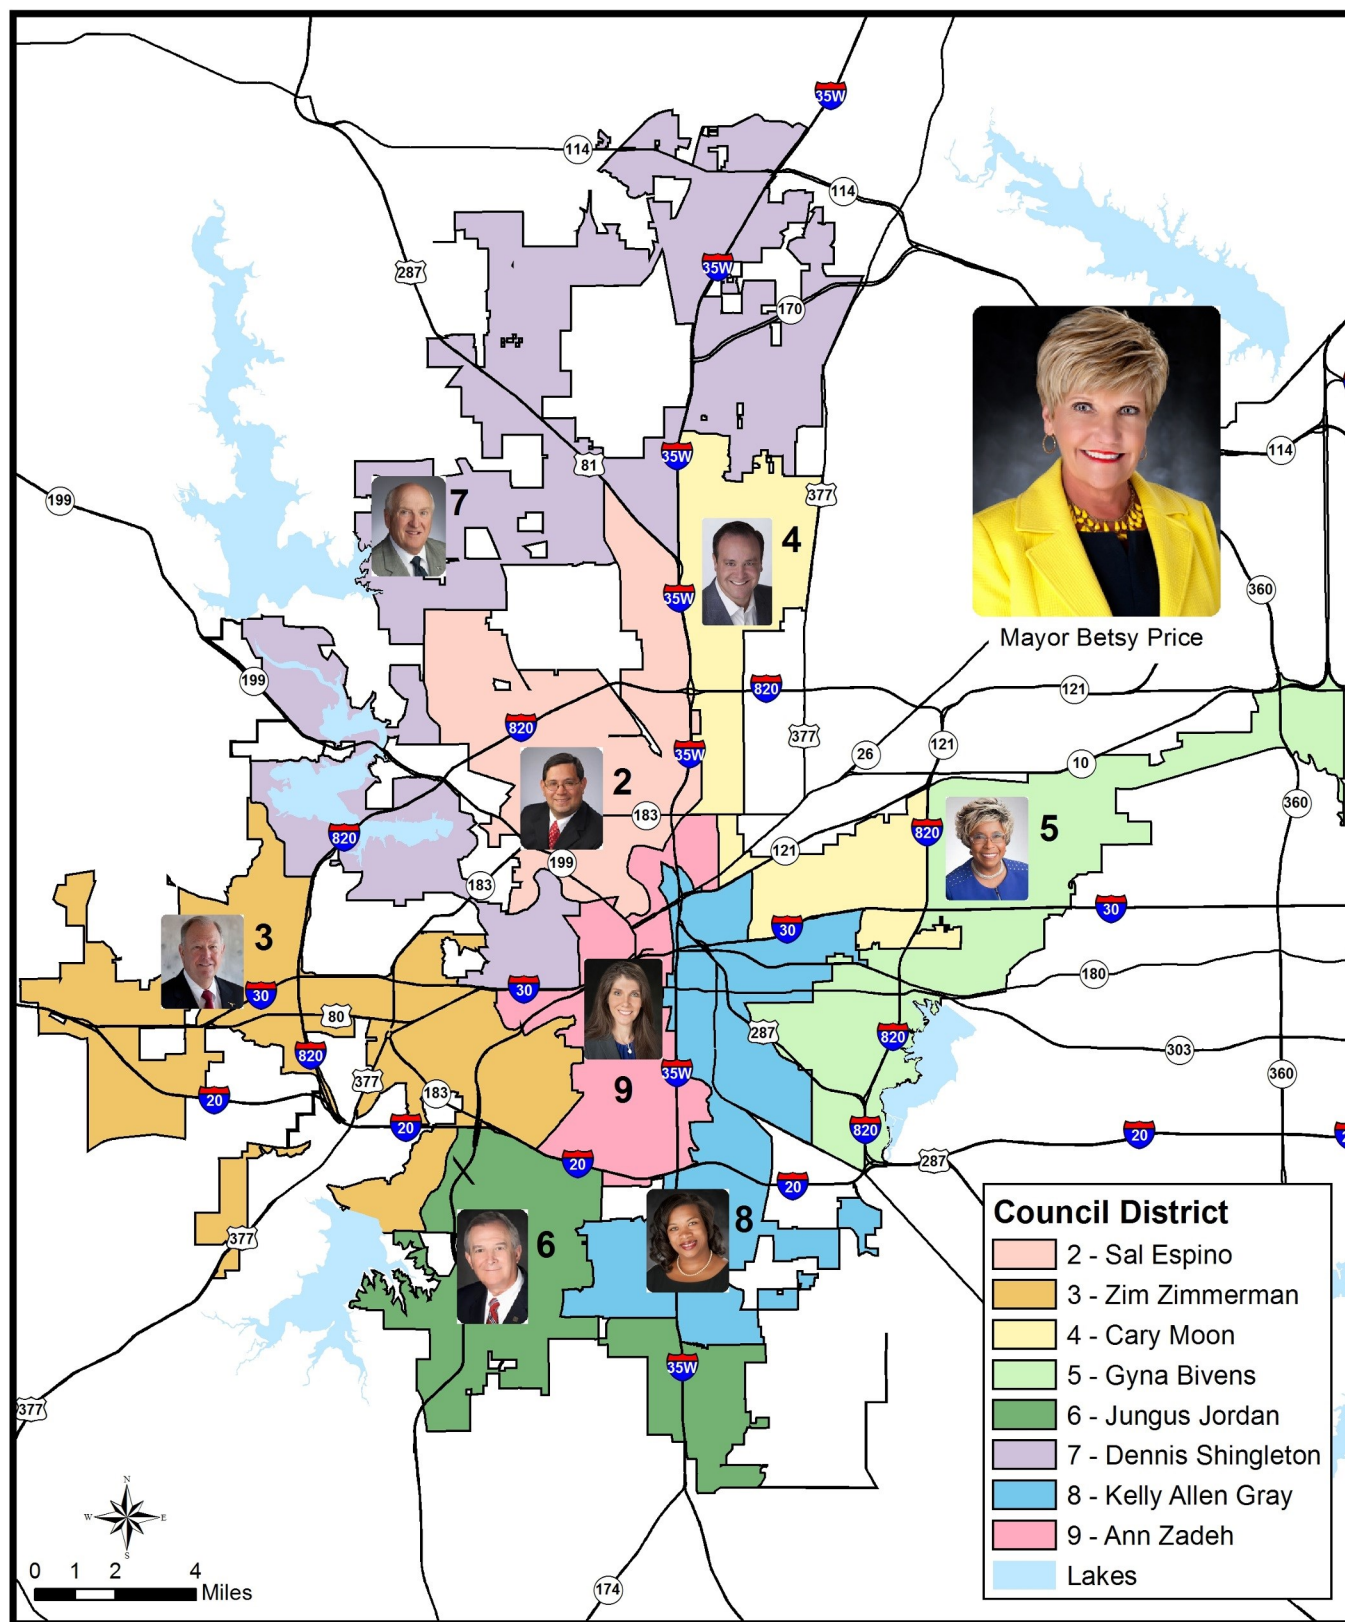 35W
114
114
35W
287
170
35W
81
114
199
377
7
4
360
35W
Mayor Betsy Price
199
820
121
820
377
121
26
35W
10
2
360
183
5
820
820
121
199
183
30
30
3
180
30
30
80
287
820
303
820
35W
377
360
9
183
20
820
20
20
20
287
20
Council District
8
377
6
2 - Sal Espino
3 - Zim Zimmerman
4 - Cary Moon
35W
5 - Gyna Bivens
377
6 - Jungus Jordan
7 - Dennis Shingleton
8 - Kelly Allen Gray
9 - Ann Zadeh
Lakes
N
W E
S
0 1 2 4
Miles
174